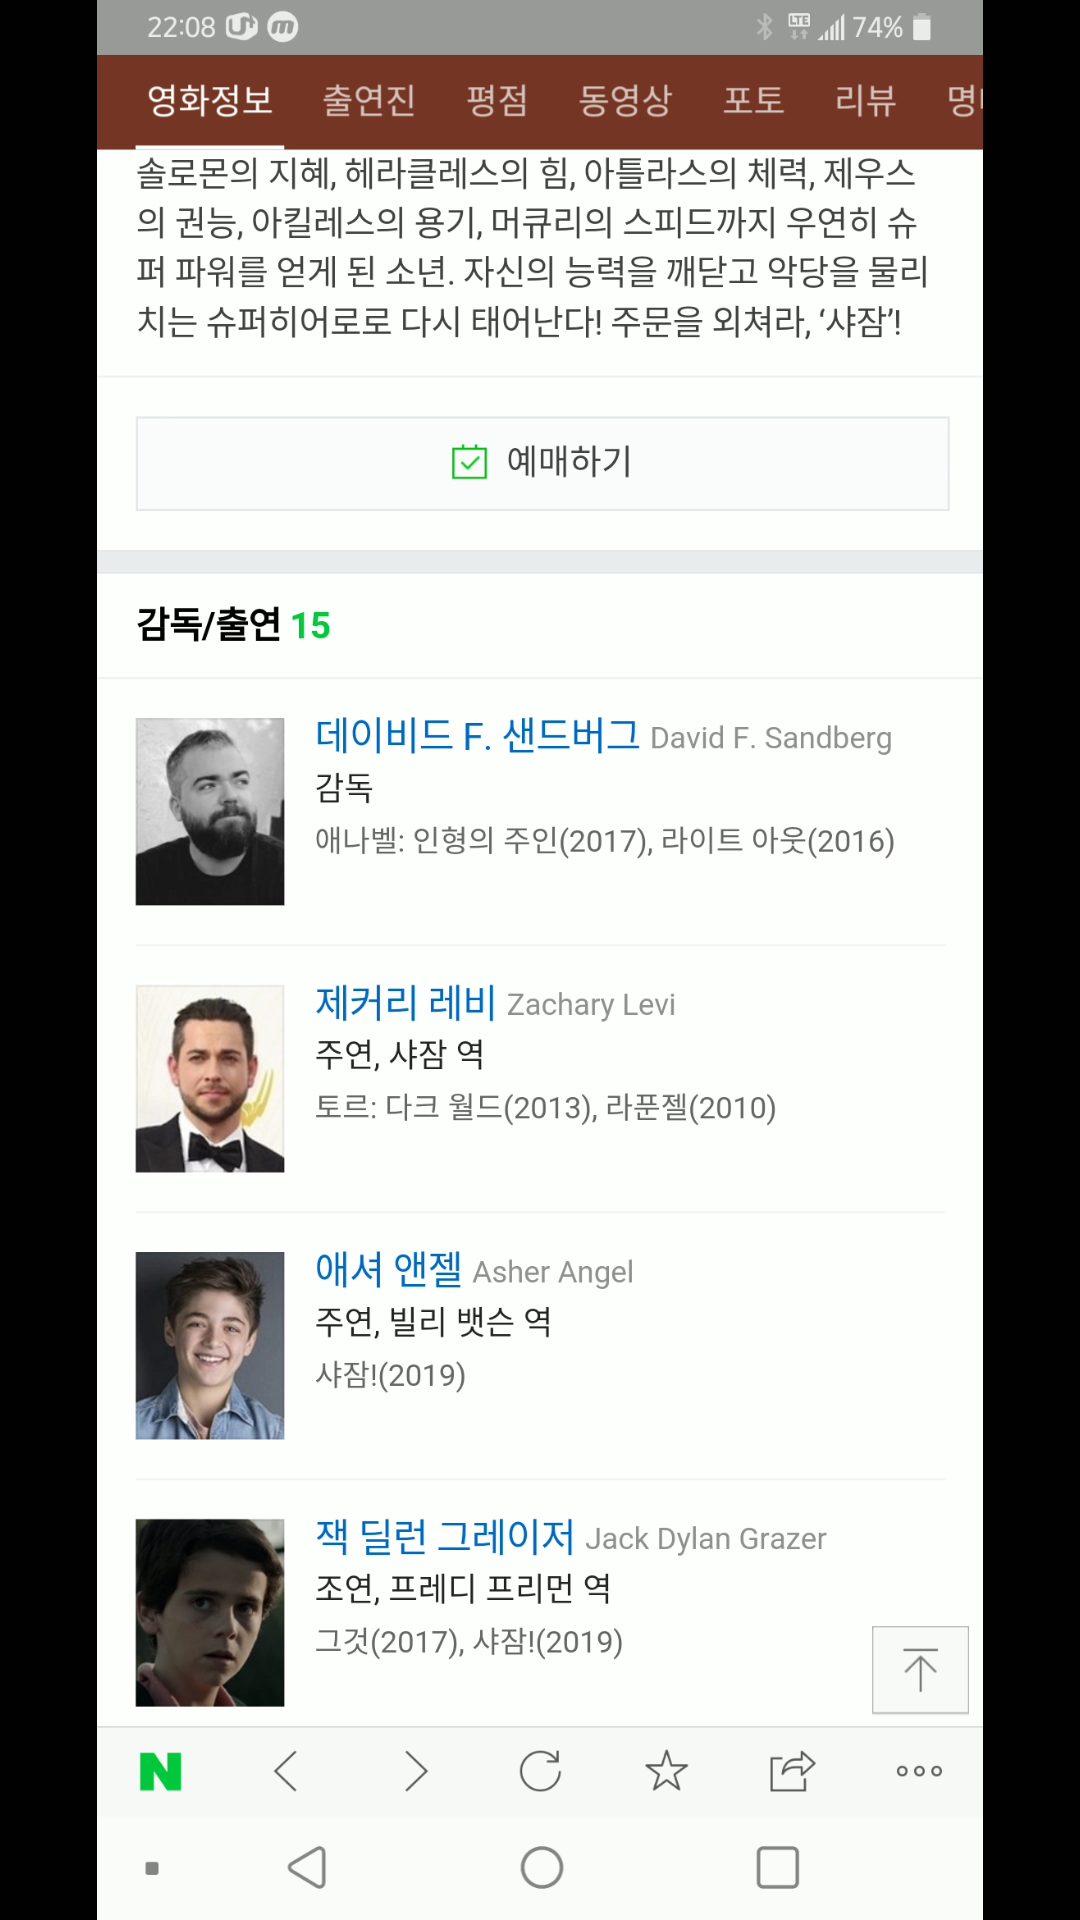 22:08 U+ m LTE 74%
영화정보 출연진 평점 동영상 포토 리뷰
솔로몬의 지혜, 헤라클레스의 힘, 아틀라스의 체력, 제우스
의 권능, 아킬레스의 용기, 머큐리의 스피드까지 우연히 슈
퍼 파워를 얻게 된 소년. 자신의 능력을 깨닫고 악당을 물리
치는 슈퍼히어로로 다시 태어난다! 주문을 외쳐라, ‘샤잠’!
예매하기
감독/출연 15
데이비드 F. 샌드버그 David F. Sandberg
감독
애나벨: 인형의 주인(2017), 라이트 아웃(2016)
제커리 레비 Zachary Levi
주연, 샤잠 역
토르: 다크 월드(2013), 라푼젤(2010)
애셔 앤젤 Asher Angel
주연, 빌리 뱃슨 역
샤잠!(2019)
잭 딜런 그레이저 Jack Dylan Grazer
조연, 프레디 프리먼 역
그것(2017), 샤잠!(2019)
N